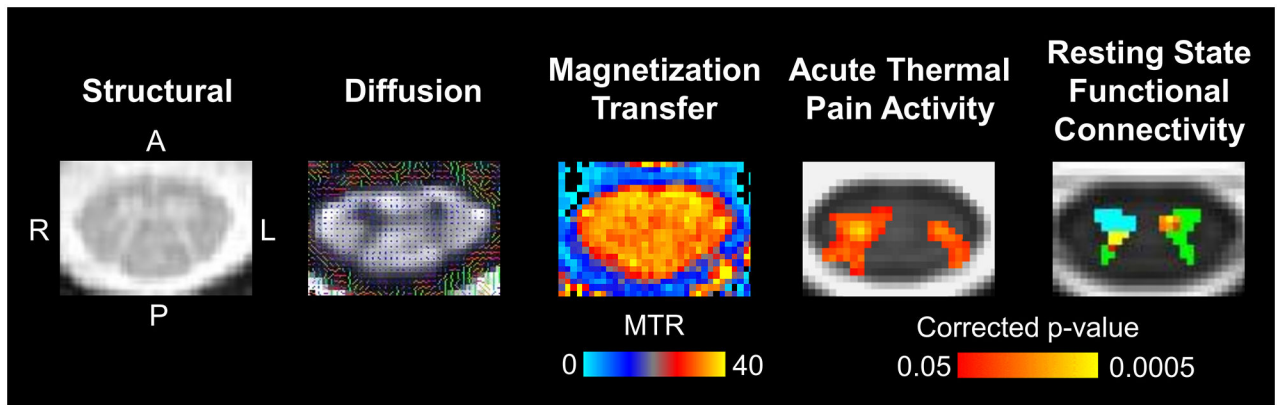 Structural
Diffusion
Magnetization
Transfer
Acute Thermal
Pain Activity
Resting State
Functional
Connectivity
A
R
L
P
MTR
0
40
Corrected p-value
0.05
0.0005